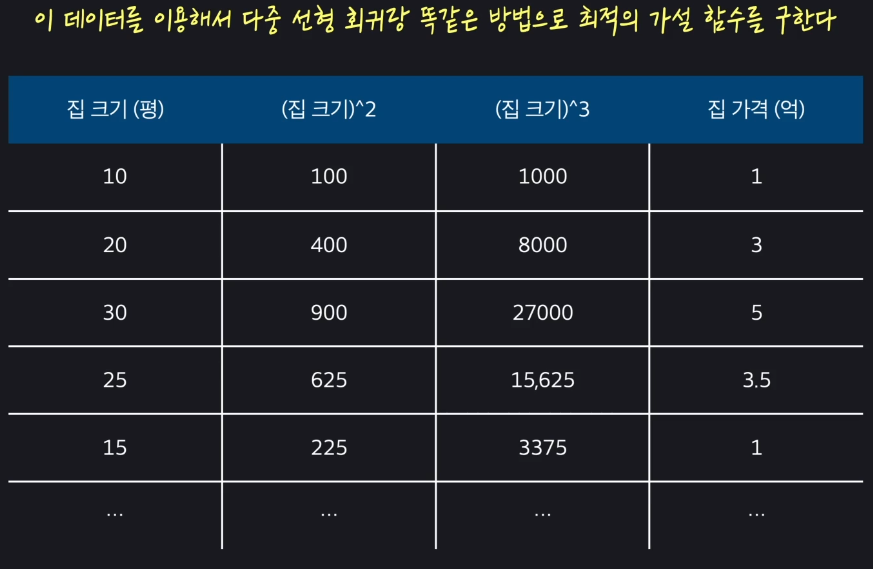 이 데이터를 이용해서 다중 선형 회귀랑 똑같은 방법으로 최적의 가설 함수를 구한다
집 크기 (평) (집 크기)^2 (집 크기)^3 집 가격 (억)
10 100 1000 1
20 400 8000 3
30 900 27000 5
25 625 15,625 3.5
15 225 3375 1
... ... ... ...